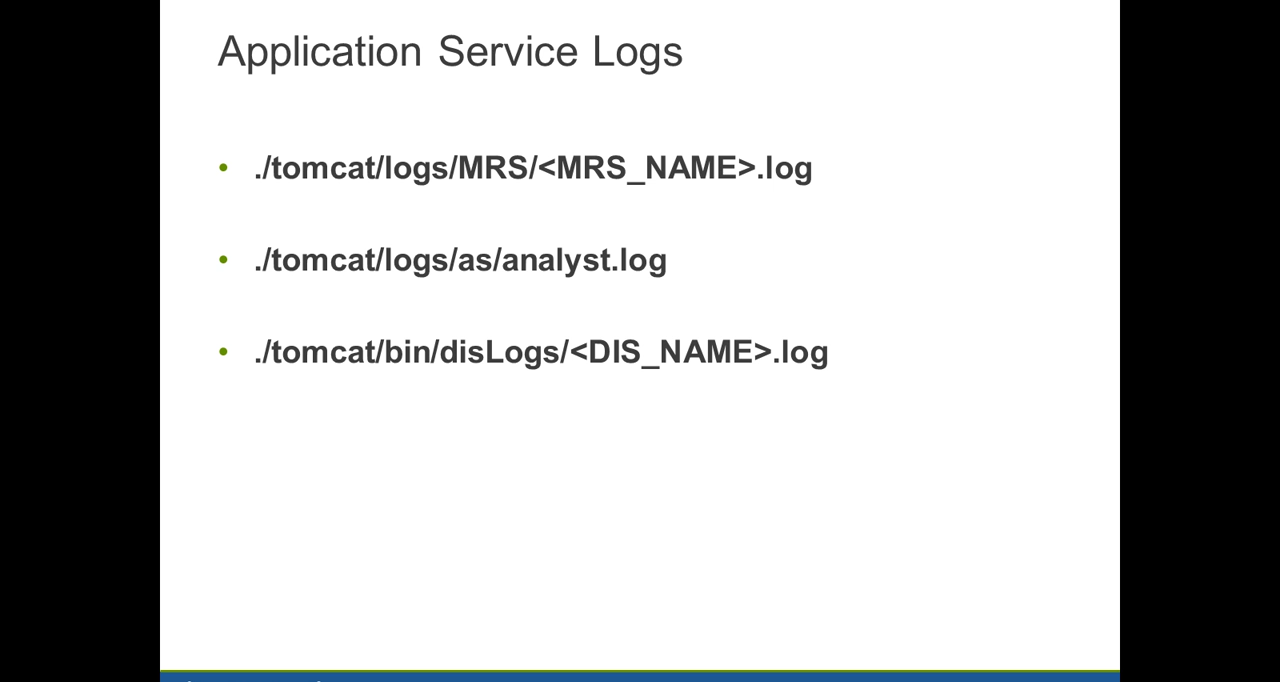 Application Service Logs
• ./tomcat/logs/MRS/<MRS_NAME>.log
• ./tomcat/logs/as/analyst.log
• ./tomcat/bin/disLogs/<DIS_NAME>.log